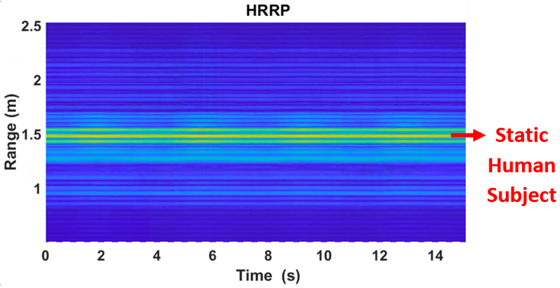 HRRP
2.5
2
1.5
1
Range (m)
0 2 4 6 8 10 12 14
Time (s)
Static
Human
Subject